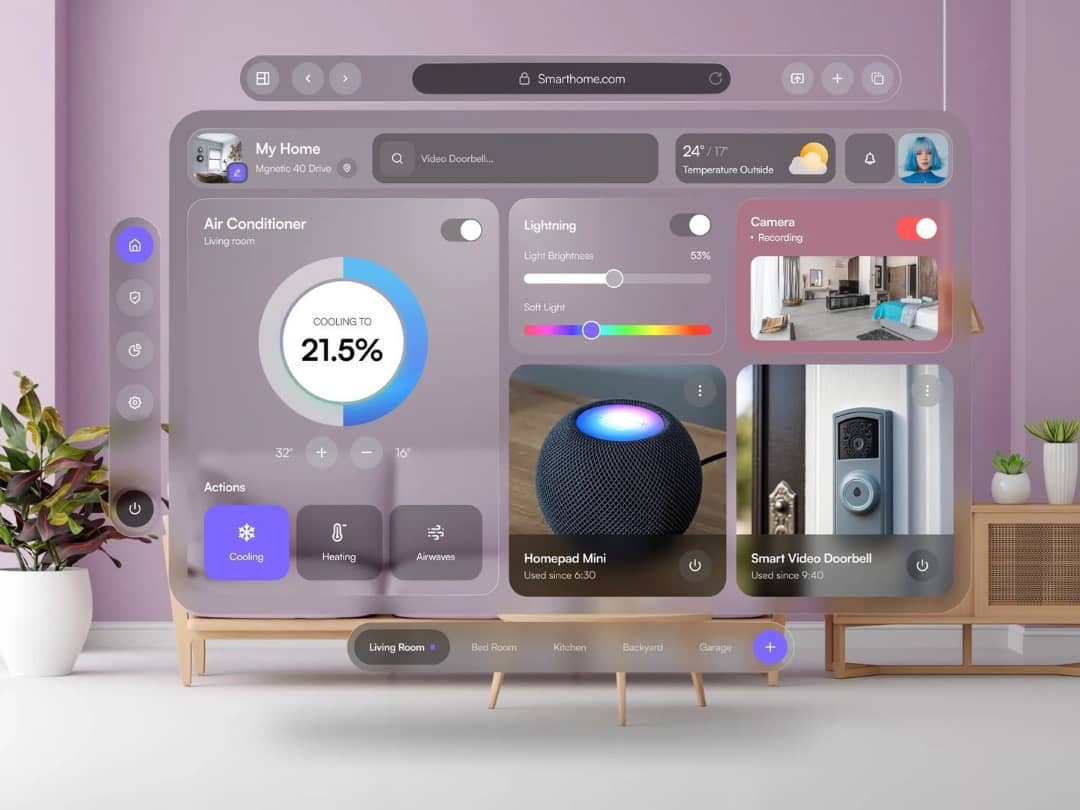 Smarthome.com
My Home
Mgnetic 40 Drive
Video Doorbell...
24° / 17°
Temperature Outside
Air Conditioner
Living room
COOLING TO
21.5%
32°
16°
Actions
Cooling
Heating
Airwaves
Lightning
Light Brightness
53%
Soft Light
Camera
• Recording
Homepad Mini
Used since 6:30
Smart Video Doorbell
Used since 9:40
Living Room
Bed Room
Kitchen
Backyard
Garage